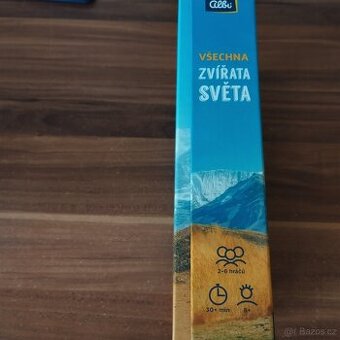 Albi
VŠECHNA
ZVÍŘATA
SVĚTA
2-6 hráčů
30+ min
8+
Bazos.cz